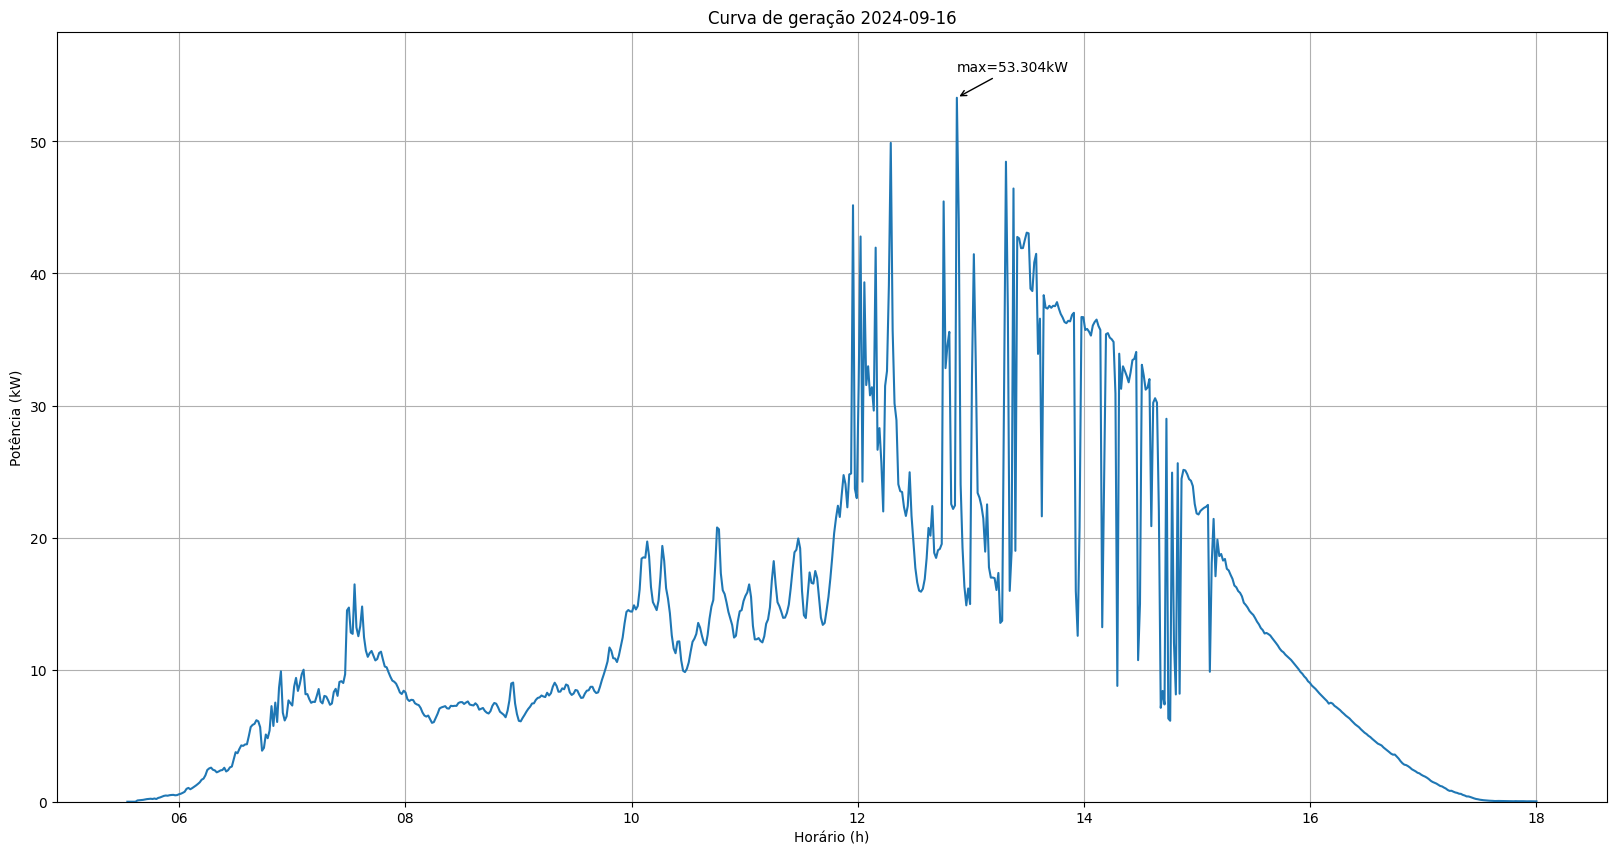 Curva de geração 2024-09-16
max=53.304kW
Potência (kW)
50
40
30
20
10
0
06 08 10 12 14 16 18
Horário (h)